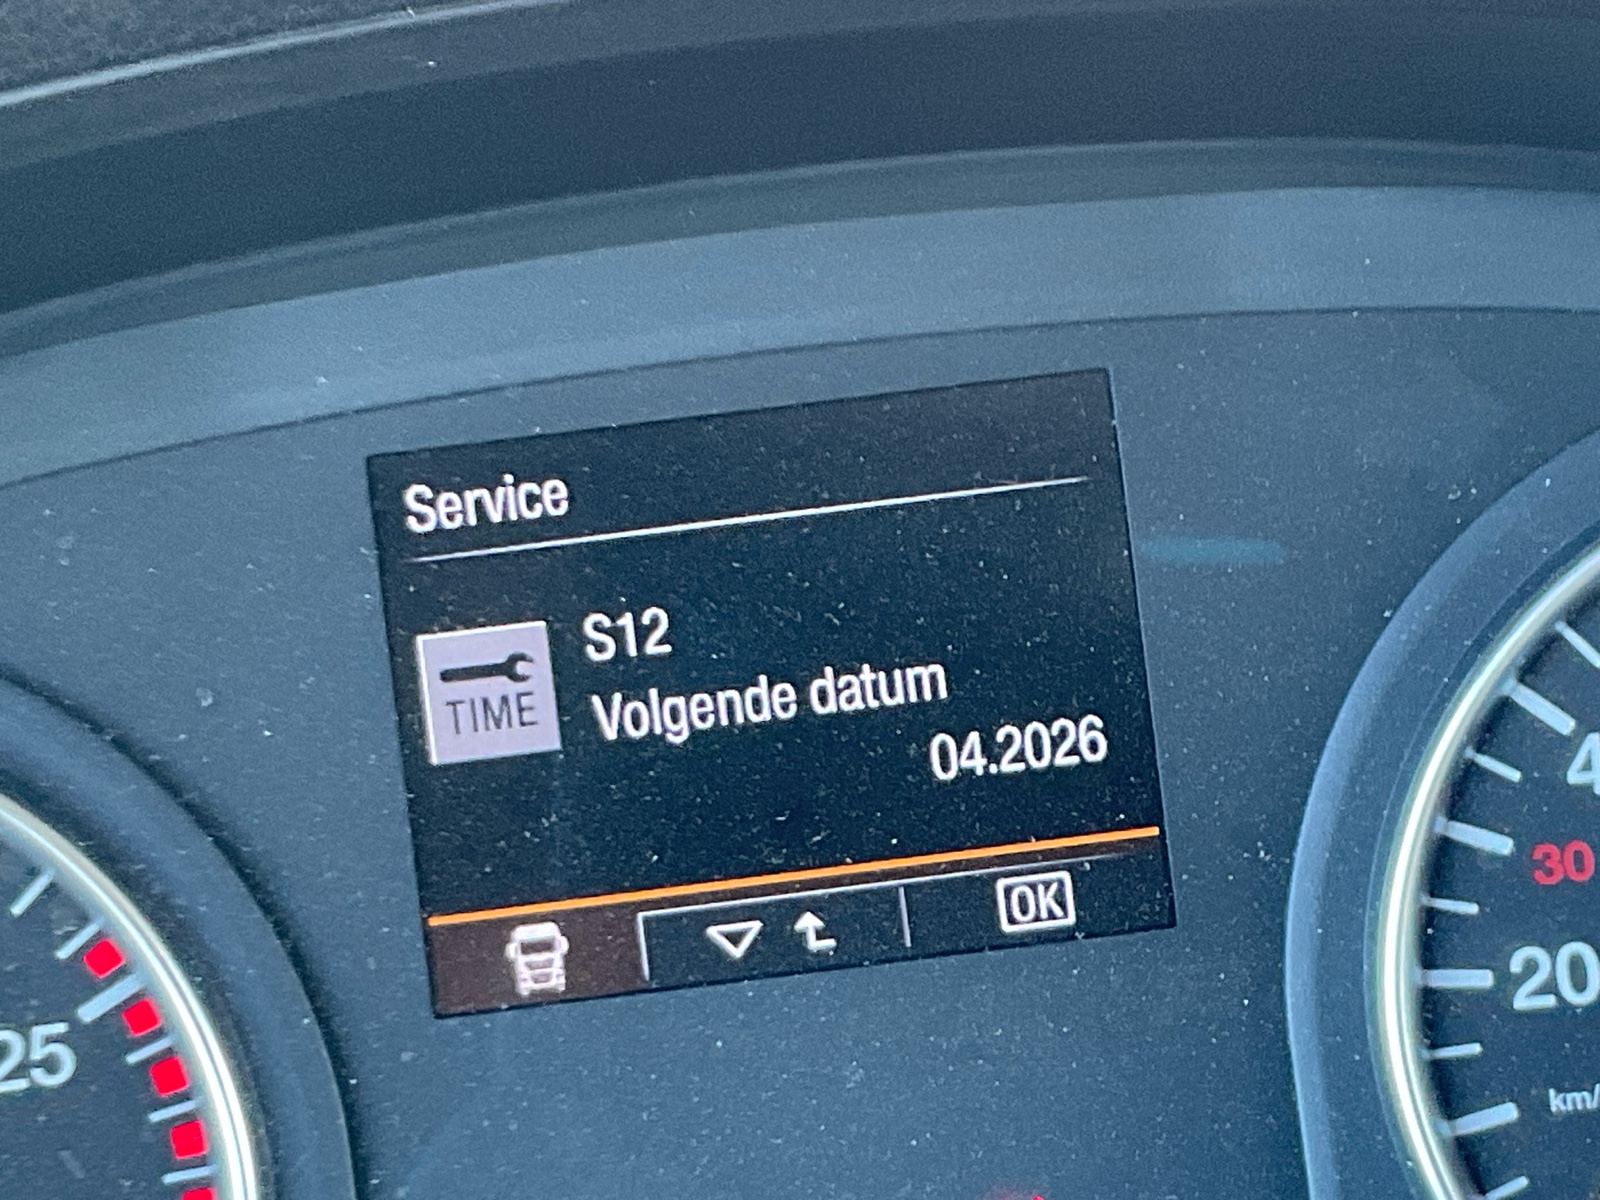 Service
S12
TIME
Volgende datum
04.2026
OK
25
30
20